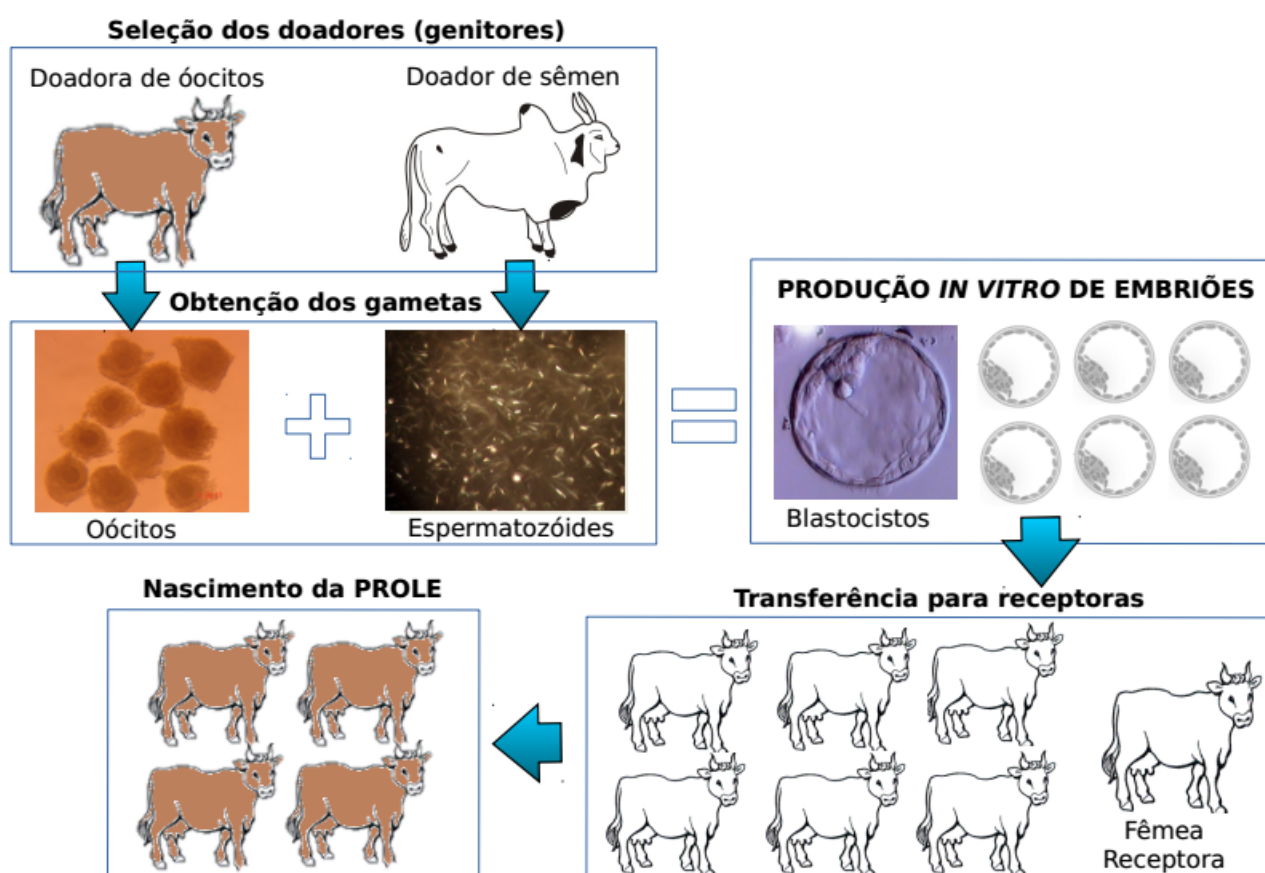 Seleção dos doadores (genitores)
Doadora de óocitos
Doador de sêmen
Obtenção dos gametas
Oócitos
Espermatozóides
PRODUÇÃO IN VITRO DE EMBRIÕES
Blastocistos
Transferência para receptoras
Fêmea
Receptora
Nascimento da PROLE